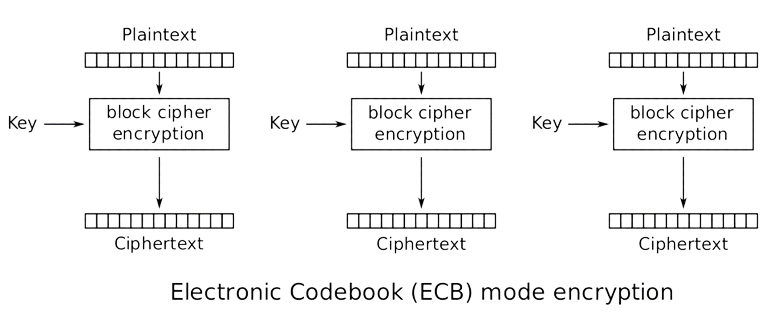 Plaintext Plaintext Plaintext
block cipher block cipher block cipher
Key Key Key
encryption encryption encryption
Ciphertext Ciphertext Ciphertext
Electronic Codebook (ECB) mode encryption